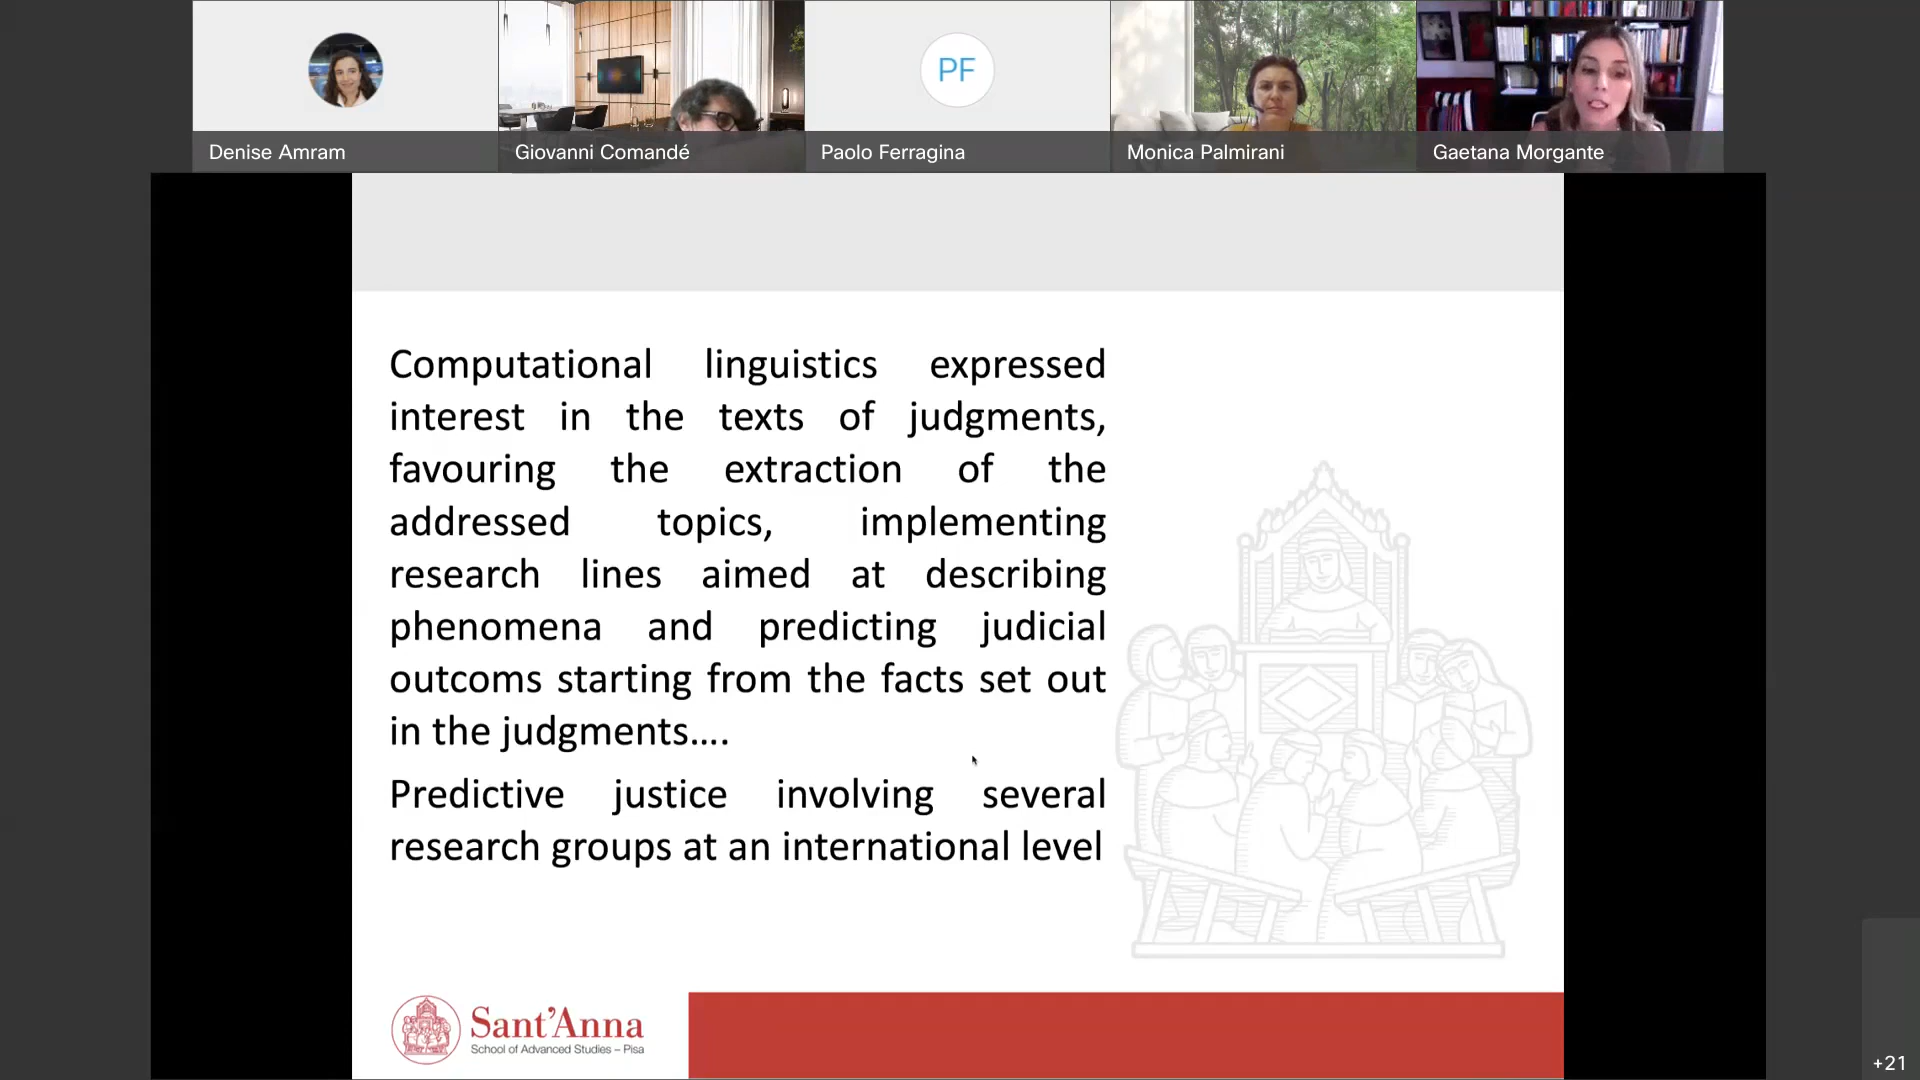 Denise Amram
Giovanni Comandé
PF
Paolo Ferragina
Monica Palmirani
Gaetana Morgante
Computational linguistics expressed
interest in the texts of judgments,
favouring the extraction of the
addressed topics, implementing
research lines aimed at describing
phenomena and predicting judicial
outcoms starting from the facts set out
in the judgments....
Predictive justice involving several
research groups at an international level
Sant'Anna
School of Advanced Studies – Pisa
+21